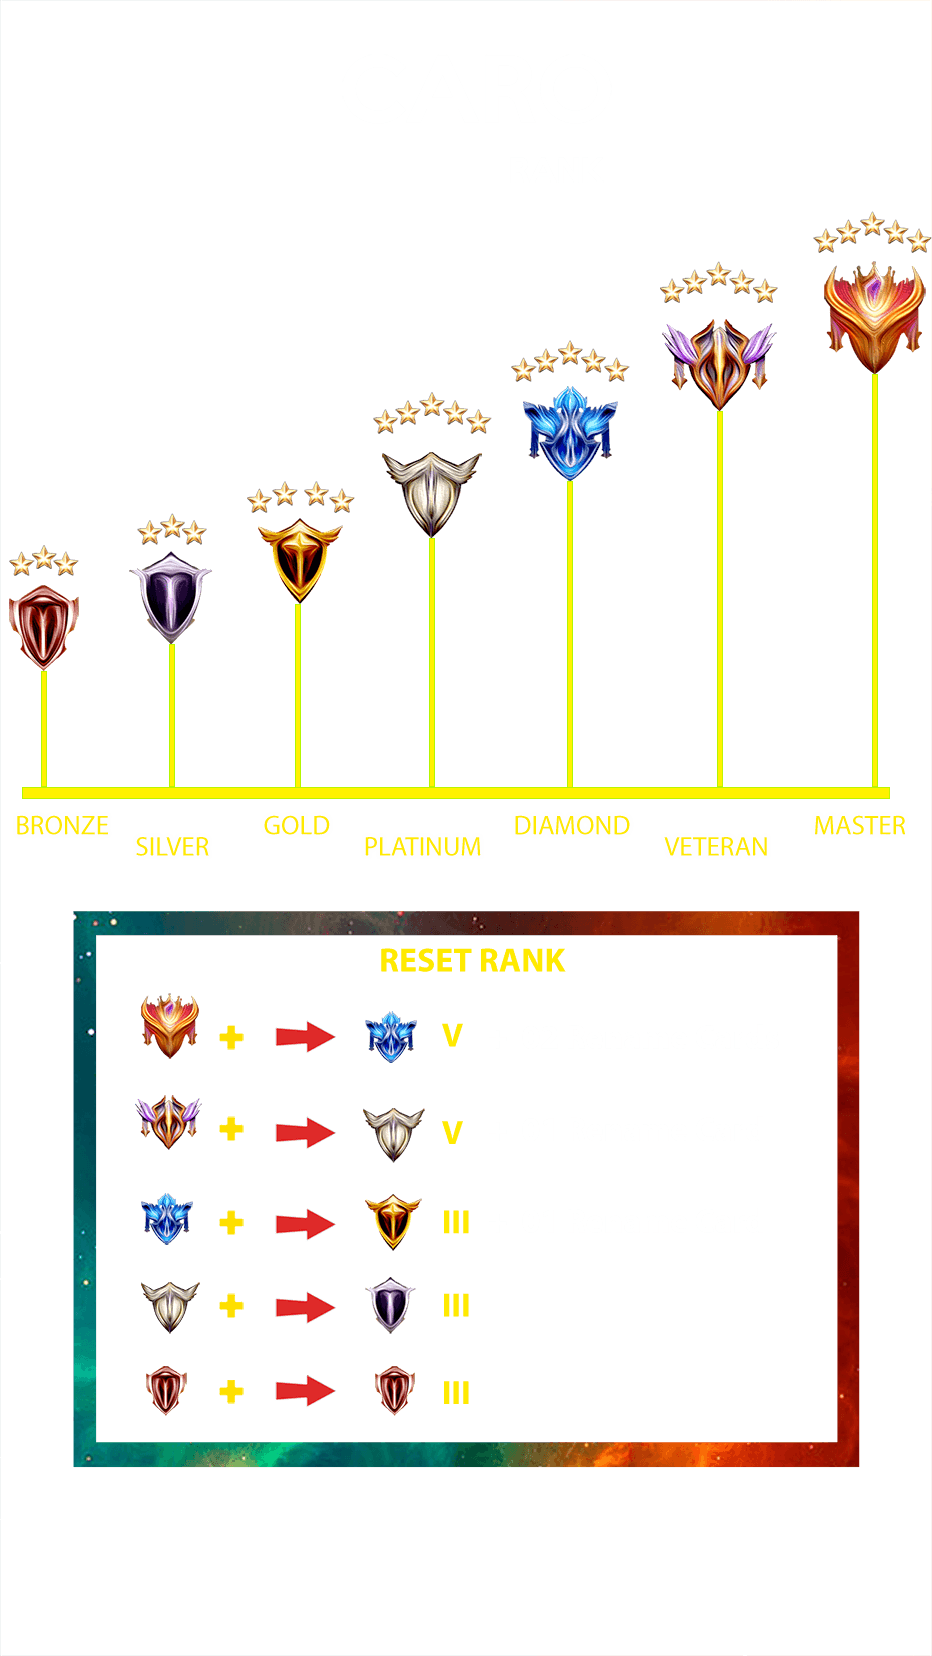 BRONZE
SILVER
GOLD
PLATINUM
DIAMOND
VETERAN
MASTER
RESET RANK
+ V
+ V
+ III
+ III
+ III